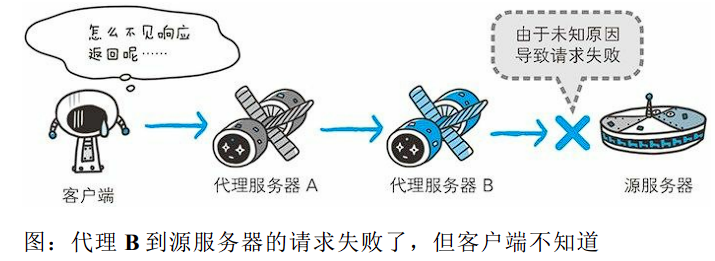 怎么不见响应
返回呢……
由于未知原因
导致请求失败
客户端
代理服务器 A
代理服务器 B
源服务器
图：代理 B 到源服务器的请求失败了，但客户端不知道